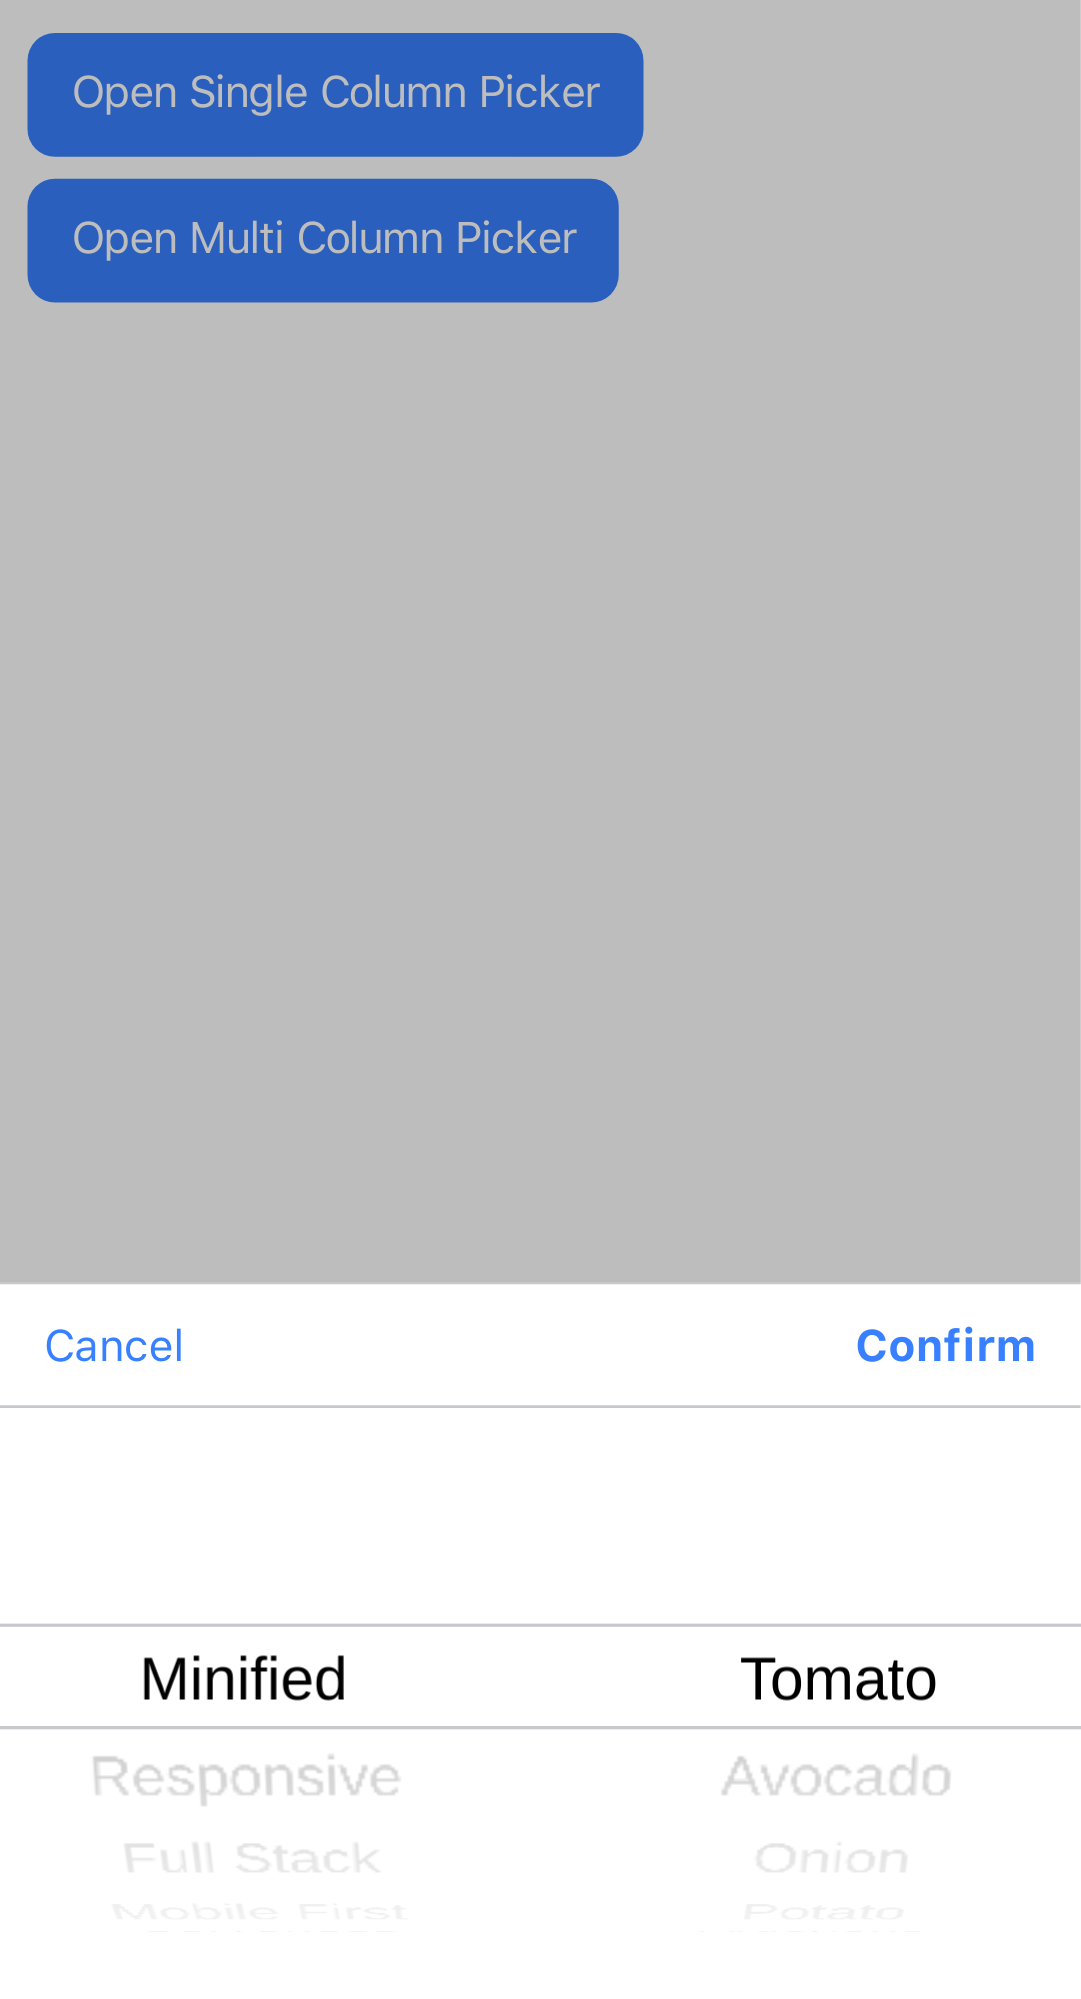 Open Single Column Picker
Open Multi Column Picker
Cancel Confirm
Minified Tomato
Responsive Avocado
Full Stack Onion
Mobile First Potato